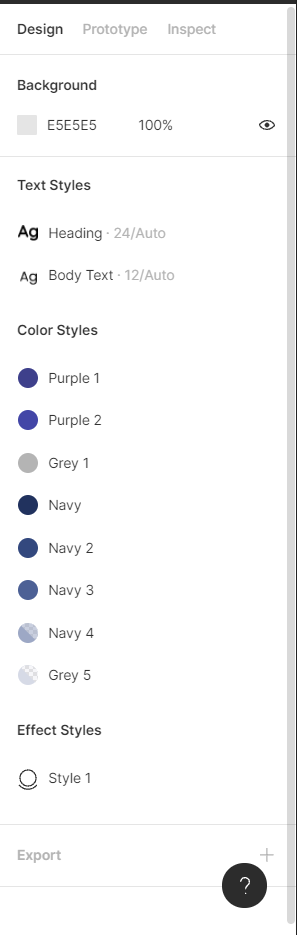 Design Prototype Inspect
Background
E5E5E5 100%
Text Styles
Ag Heading · 24/Auto
Ag Body Text · 12/Auto
Color Styles
Purple 1
Purple 2
Grey 1
Navy
Navy 2
Navy 3
Navy 4
Grey 5
Effect Styles
Style 1
Export +
?